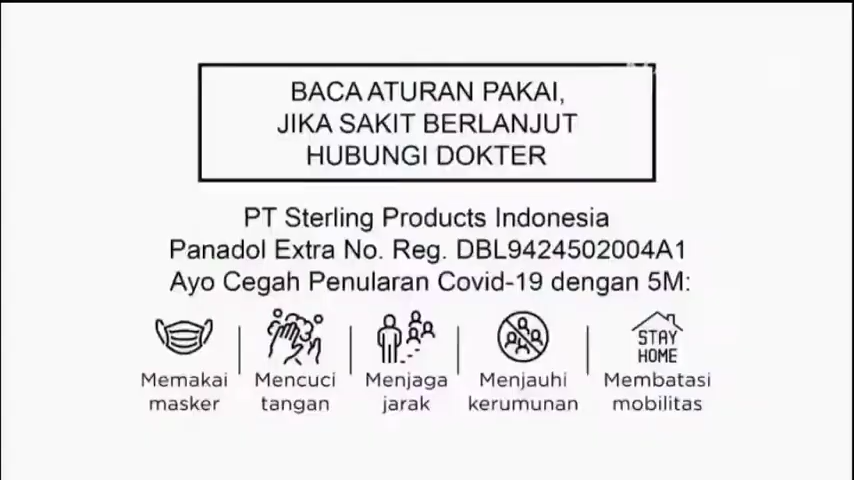 BACA ATURAN PAKAI,
JIKA SAKIT BERLANJUT
HUBUNGI DOKTER
PT Sterling Products Indonesia
Panadol Extra No. Reg. DBL9424502004A1
Ayo Cegah Penularan Covid-19 dengan 5M:
STAY
HOME
Memakai masker
Mencuci tangan
Menjaga jarak
Menjauhi kerumunan
Membatasi mobilitas